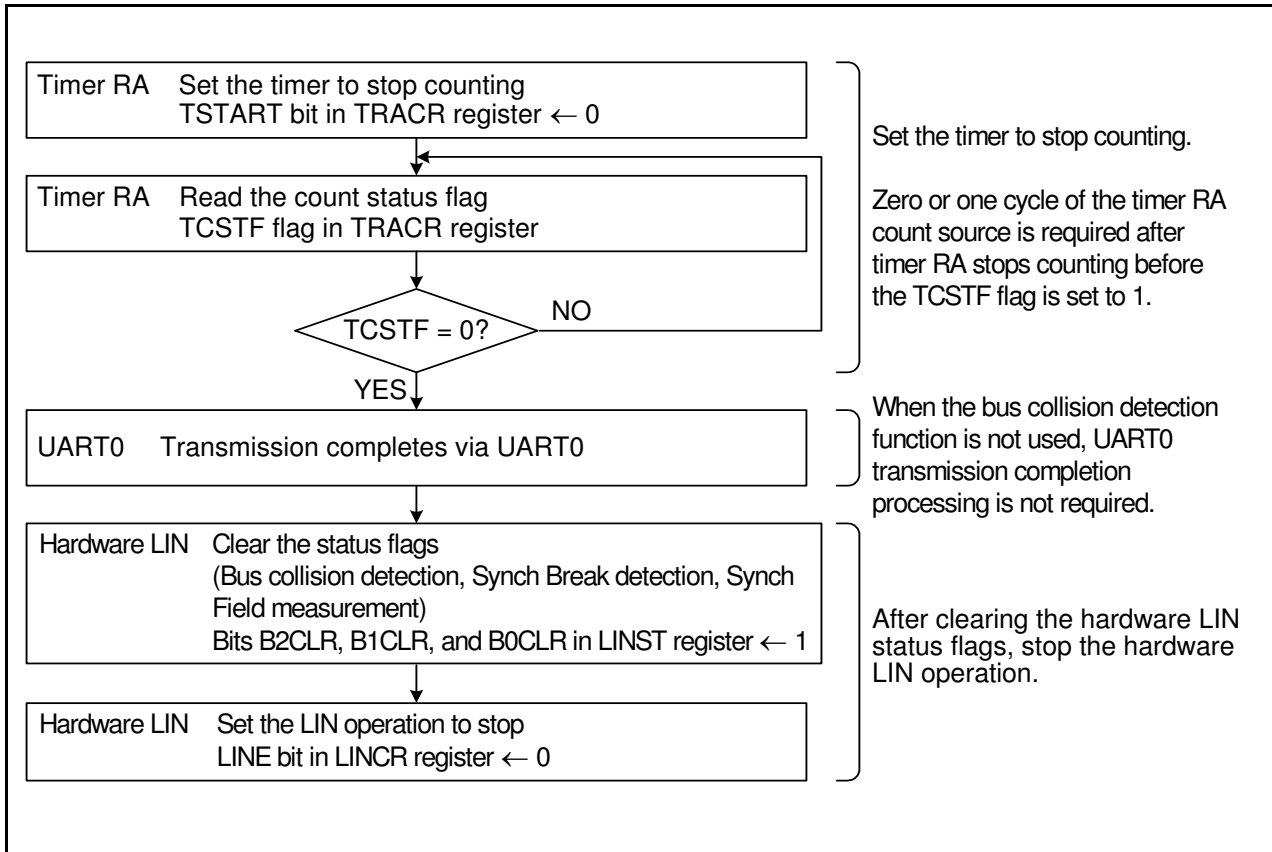 Timer RA Set the timer to stop counting
TSTART bit in TRACR register ← 0
Timer RA Read the count status flag
TCSTF flag in TRACR register
TCSTF = 0?
NO
YES
Set the timer to stop counting.
Zero or one cycle of the timer RA
count source is required after
timer RA stops counting before
the TCSTF flag is set to 1.
UART0 Transmission completes via UART0
When the bus collision detection
function is not used, UART0
transmission completion
processing is not required.
Hardware LIN Clear the status flags
(Bus collision detection, Synch Break detection, Synch
Field measurement)
Bits B2CLR, B1CLR, and B0CLR in LINST register ← 1
Hardware LIN Set the LIN operation to stop
LINE bit in LINCR register ← 0
After clearing the hardware LIN
status flags, stop the hardware
LIN operation.